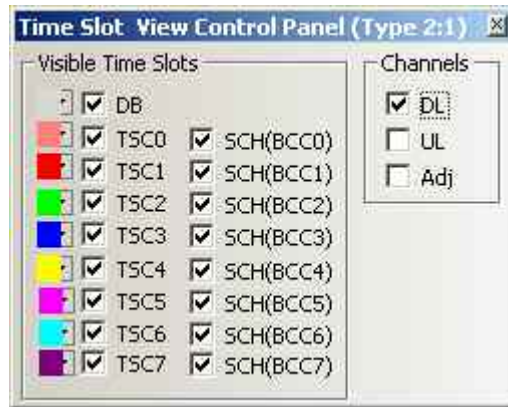 Time Slot View Control Panel (Type 2:1)
Visible Time Slots
DB
TSC0 SCH(BCC0)
TSC1 SCH(BCC1)
TSC2 SCH(BCC2)
TSC3 SCH(BCC3)
TSC4 SCH(BCC4)
TSC5 SCH(BCC5)
TSC6 SCH(BCC6)
TSC7 SCH(BCC7)
Channels
DL
UL
Adj